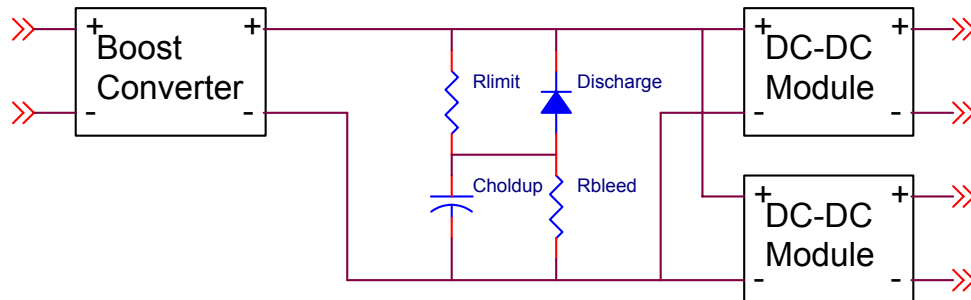 + +
Boost
Converter
- -
Rlimit
Discharge
Choldup
Rbleed
+ +
DC-DC
Module
- -
+ +
DC-DC
Module
- -